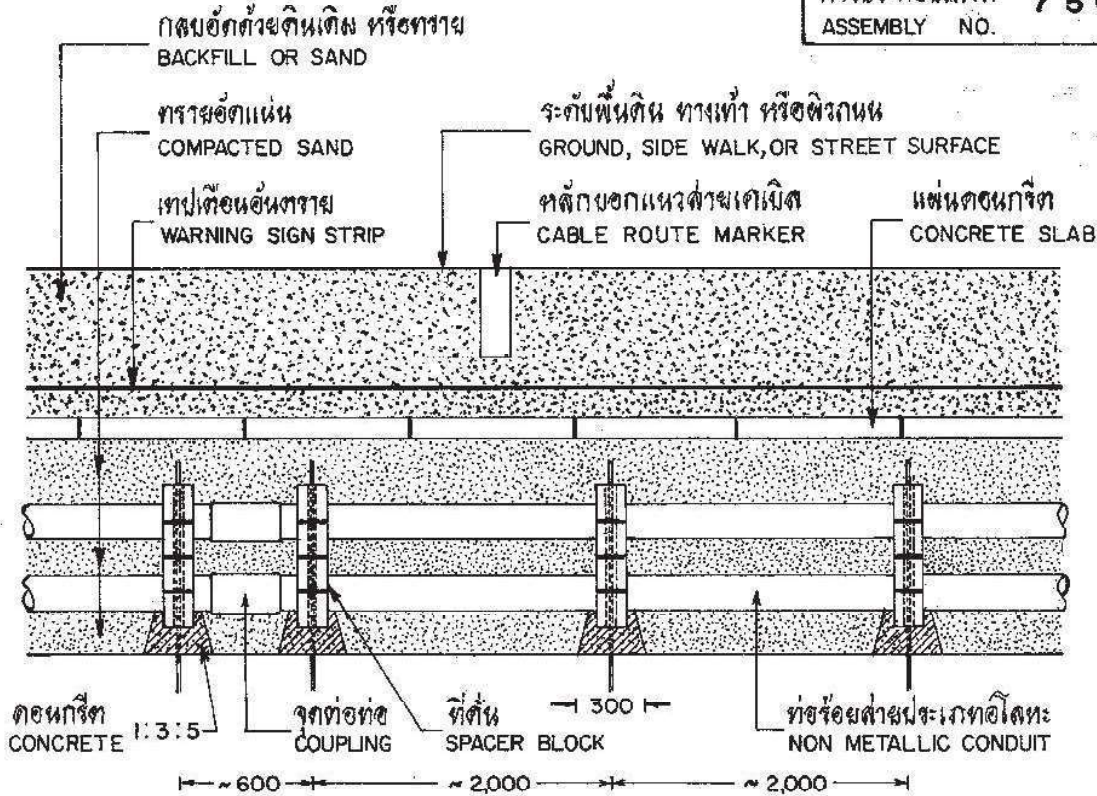 กลบอัดด้วยดินเดิม หรือทราย
BACKFILL OR SAND
ASSEMBLY NO.
ทรายอัดแน่น
COMPACTED SAND
ระดับพื้นดิน ทางเท้า หรือผิวถนน
GROUND, SIDE WALK, OR STREET SURFACE
เทปเตือนอันตราย
WARNING SIGN STRIP
หลักบอกแนวสายเคเบิล
CABLE ROUTE MARKER
แผ่นคอนกรีต
CONCRETE SLAB
คอนกรีต
CONCRETE 1:3:5
จุดต่อท่อ
COUPLING
ที่คั่น
SPACER BLOCK
300
ท่อร้อยสายประเภทอโลหะ
NON METALLIC CONDUIT
~600
~2,000
~2,000